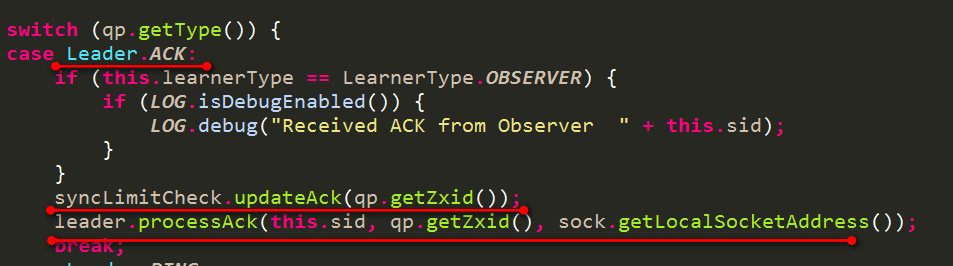 switch (qp.getType()) {
case Leader.ACK:
    if (this.learnerType == LearnerType.OBSERVER) {
        if (LOG.isDebugEnabled()) {
            LOG.debug("Received ACK from Observer  " + this.sid);
        }
    }
    syncLimitCheck.updateAck(qp.getZxid());
    leader.processAck(this.sid, qp.getZxid(), sock.getLocalSocketAddress());
    break;